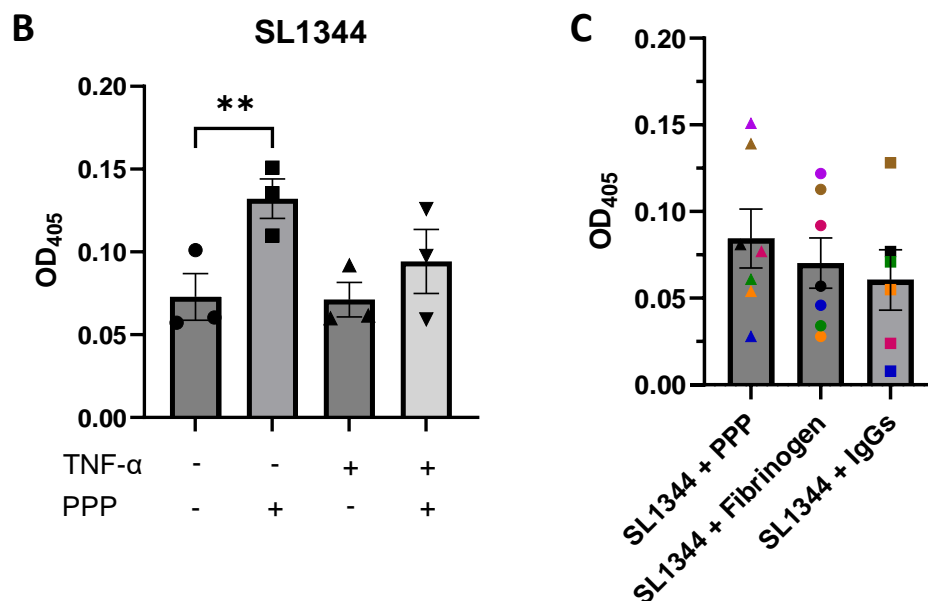 B
SL1344
**
0.20
0.15
0.10
0.05
0.00
OD405
TNF-α - - + +
PPP - + - +
C
0.20
0.15
0.10
0.05
0.00
OD405
SL1344 + PPP
SL1344 + Fibrinogen
SL1344 + IgGs